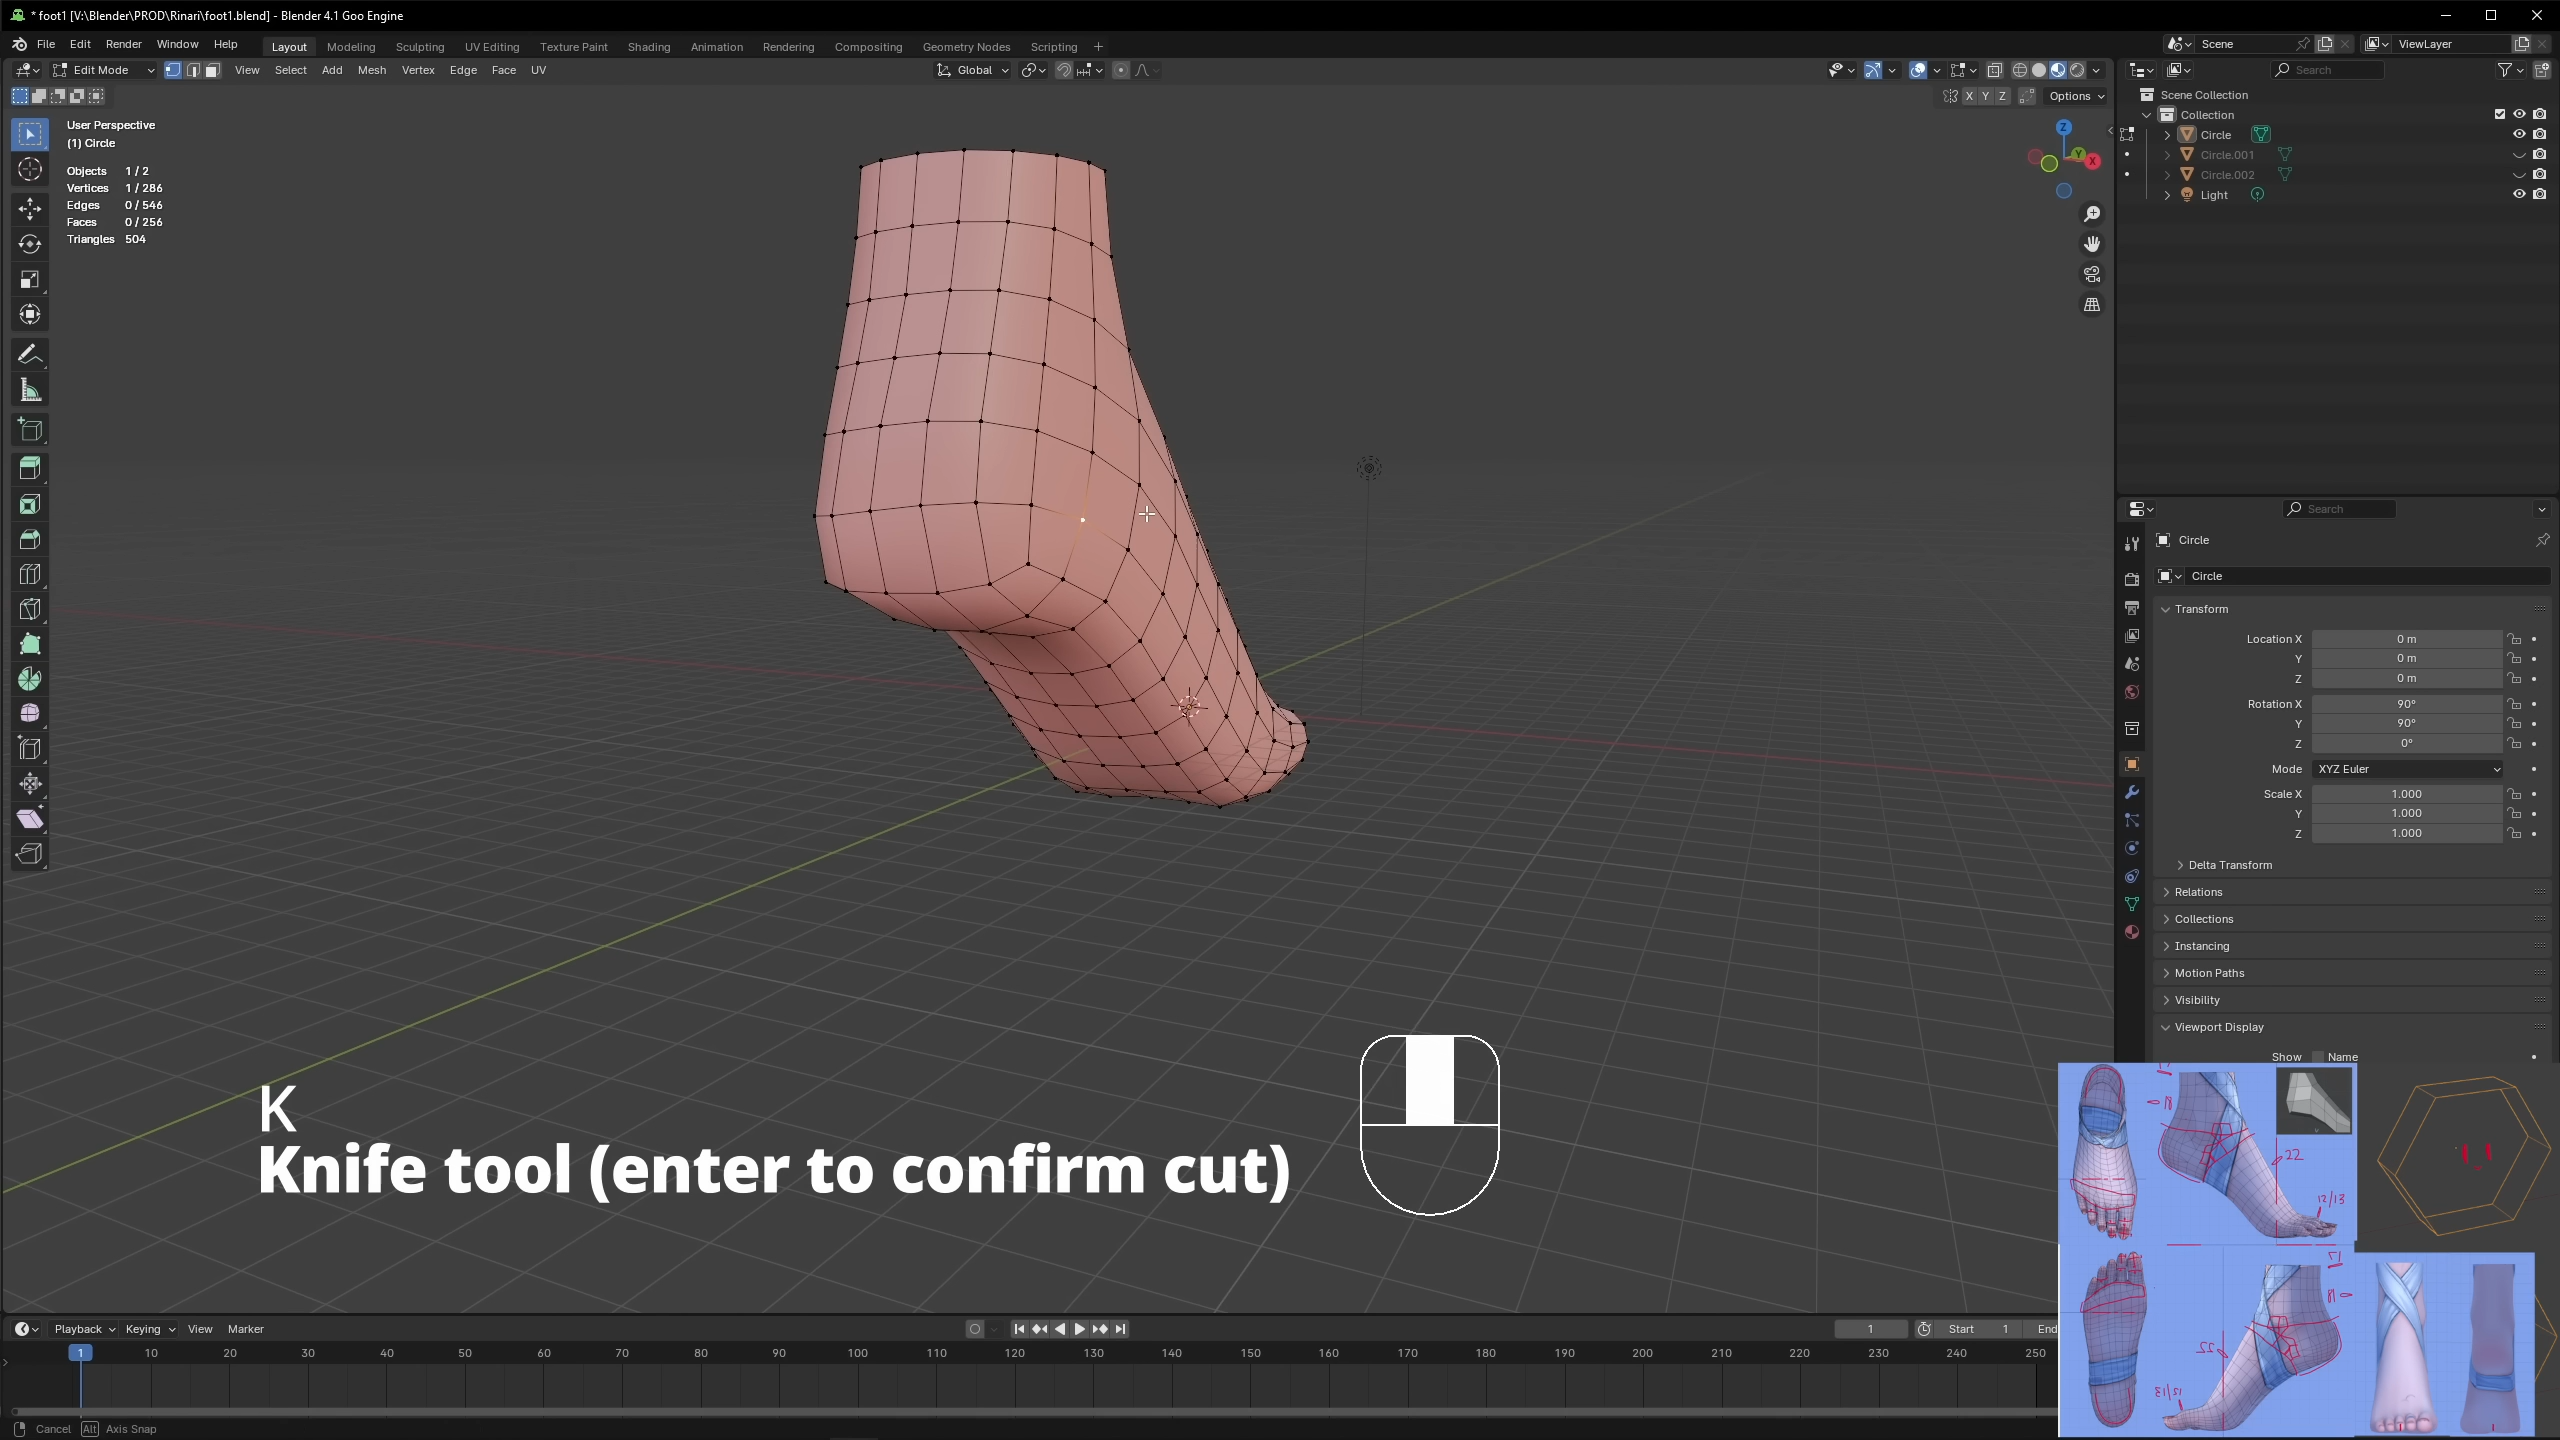 * foot1 [V:\Blender\PROD\Rinari\foot1.blend] - Blender 4.1 Goo Engine
File Edit Render Window Help Layout Modeling Sculpting UV Editing Texture Paint Shading Animation Rendering Compositing Geometry Nodes Scripting + Scene ViewLayer
Edit Mode View Select Add Mesh Vertex Edge Face UV Global Search
X Y Z Options
User Perspective
(1) Circle
Objects 1 / 2
Vertices 1 / 286
Edges 0 / 546
Faces 0 / 256
Triangles 504
Z
Y
X
Scene Collection
Collection
Circle
Circle.001
Circle.002
Light
Search
Circle
Circle
Transform
Location X 0 m
Y 0 m
Z 0 m
Rotation X 90°
Y 90°
Z 0°
Mode XYZ Euler
Scale X 1.000
Y 1.000
Z 1.000
Delta Transform
Relations
Collections
Instancing
Motion Paths
Visibility
Viewport Display
Show Name
K
Knife tool (enter to confirm cut)
18
22
12/13
Playback Keying View Marker 1 Start 1 End
1 10 20 30 40 50 60 70 80 90 100 110 120 130 140 150 160 170 180 190 200 210 220 230 240 250
Cancel Alt Axis Snap